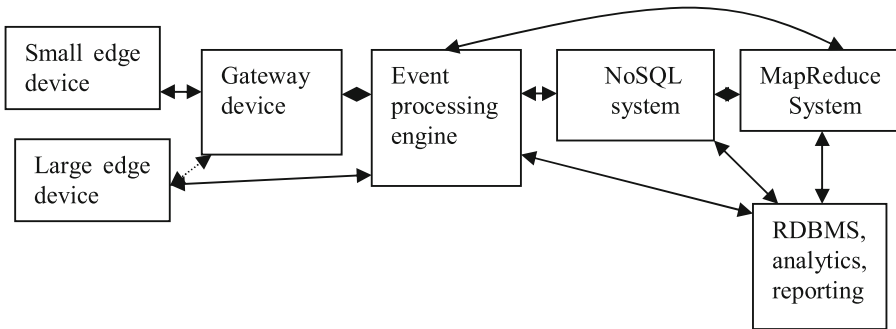 Small edge
device
Large edge
device
Gateway
device
Event
processing
engine
NoSQL
system
MapReduce
System
RDBMS,
analytics,
reporting